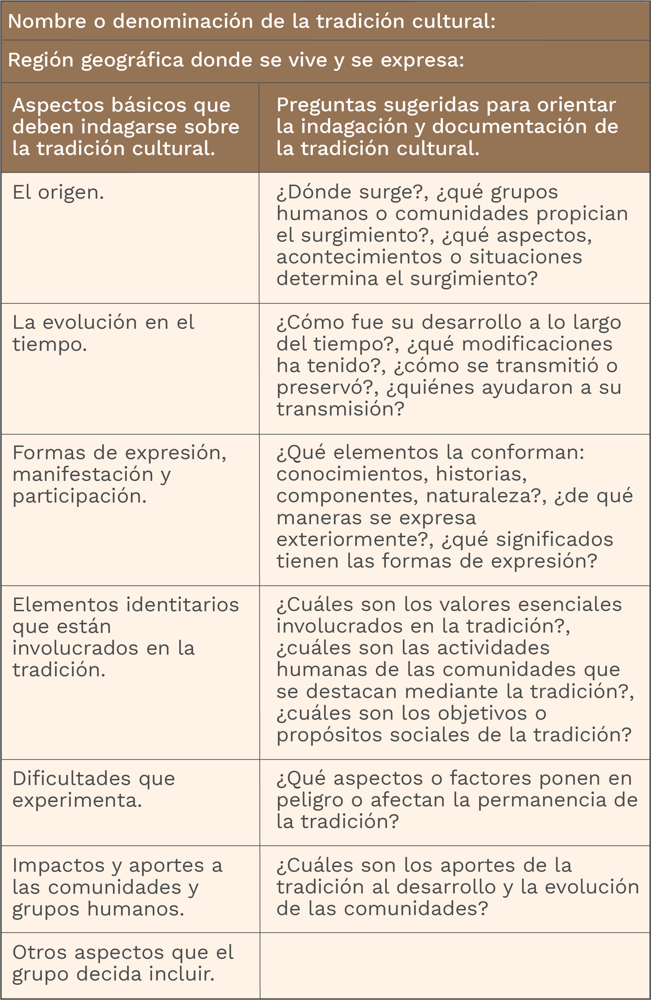 Nombre o denominación de la tradición cultural:
Región geográfica donde se vive y se expresa:
Aspectos básicos que
deben indagarse sobre
la tradición cultural.
Preguntas sugeridas para orientar
la indagación y documentación de
la tradición cultural.
El origen.
¿Dónde surge?, ¿qué grupos
humanos o comunidades propician
el surgimiento?, ¿qué aspectos,
acontecimientos o situaciones
determina el surgimiento?
La evolución en el
tiempo.
¿Cómo fue su desarrollo a lo largo
del tiempo?, ¿qué modificaciones
ha tenido?, ¿cómo se transmitió o
preservó?, ¿quiénes ayudaron a su
transmisión?
Formas de expresión,
manifestación y
participación.
¿Qué elementos la conforman:
conocimientos, historias,
componentes, naturaleza?, ¿de qué
maneras se expresa
exteriormente?, ¿qué significados
tienen las formas de expresión?
Elementos identitarios
que están
involucrados en la
tradición.
¿Cuáles son los valores esenciales
involucrados en la tradición?,
¿cuáles son las actividades
humanas de las comunidades que
se destacan mediante la tradición?,
¿cuáles son los objetivos o
propósitos sociales de la tradición?
Dificultades que
experimenta.
¿Qué aspectos o factores ponen en
peligro o afectan la permanencia de
la tradición?
Impactos y aportes a
las comunidades y
grupos humanos.
¿Cuáles son los aportes de la
tradición al desarrollo y la evolución
de las comunidades?
Otros aspectos que el
grupo decida incluir.